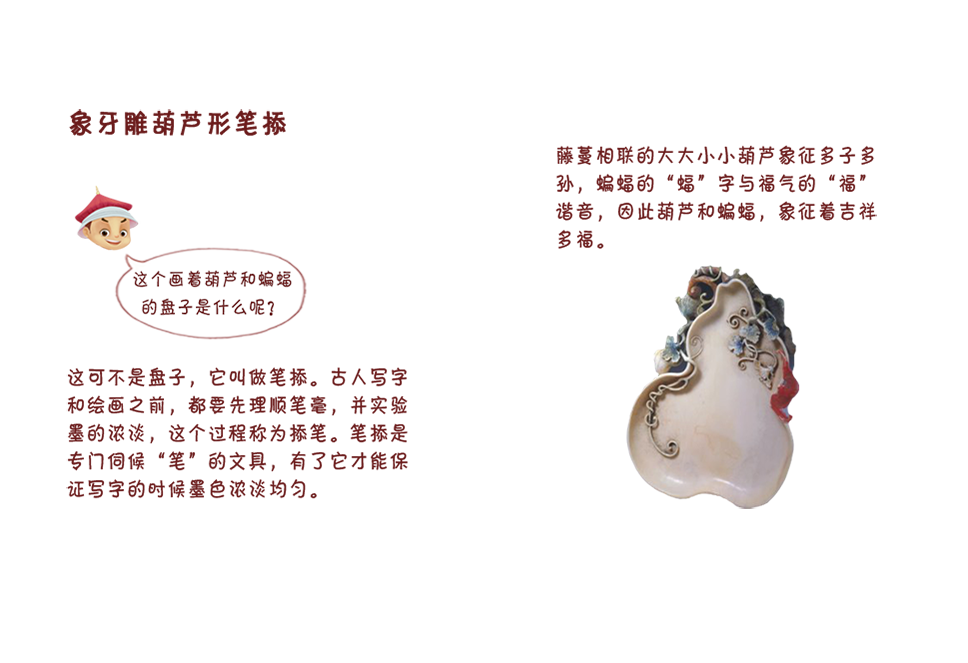 象牙雕葫芦形笔掭
这个画着葫芦和蝙蝠
的盘子是什么呢？
这可不是盘子，它叫做笔掭。古人写字
和绘画之前，都要先理顺笔毫，并实验
墨的浓淡，这个过程称为掭笔。笔掭是
专门伺候“笔”的文具，有了它才能保
证写字的时候墨色浓淡均匀。
藤蔓相联的大大小小葫芦象征多子多
孙，蝙蝠的“蝠”字与福气的“福”
谐音，因此葫芦和蝙蝠，象征着吉祥
多福。